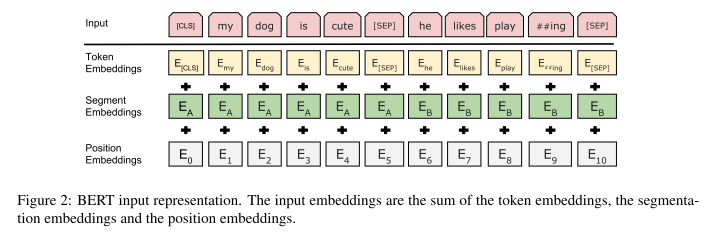 Input [CLS] my dog is cute [SEP] he likes play ##ing [SEP]
Token Embeddings E[CLS] Emy Edog Eis Ecute E[SEP] Ehe Elikes Eplay E##ing E[SEP]
+ + + + + + + + + + +
Segment Embeddings EA EA EA EA EA EA EB EB EB EB EB
+ + + + + + + + + + +
Position Embeddings E0 E1 E2 E3 E4 E5 E6 E7 E8 E9 E10
Figure 2: BERT input representation. The input embeddings are the sum of the token embeddings, the segmenta-
tion embeddings and the position embeddings.